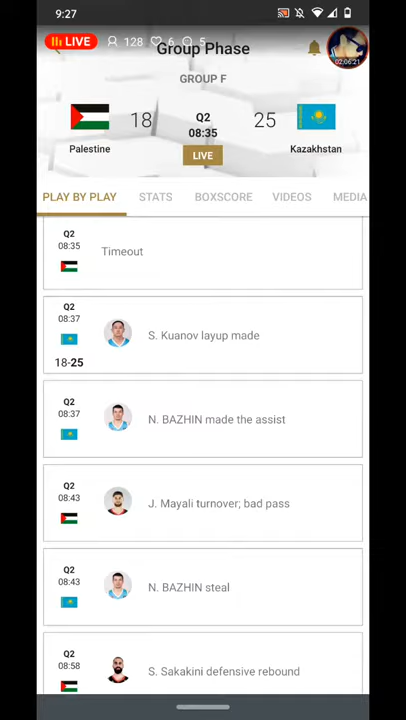 9:27
LIVE 128 6 5
Group Phase
02:06:21
GROUP F
18 Q2 25
08:35
Palestine Kazakhstan
LIVE
PLAY BY PLAY STATS BOXSCORE VIDEOS MEDIA
Q2
08:35
Timeout
Q2
08:37
S. Kuanov layup made
18-25
Q2
08:37
N. BAZHIN made the assist
Q2
08:43
J. Mayali turnover; bad pass
Q2
08:43
N. BAZHIN steal
Q2
08:58
S. Sakakini defensive rebound